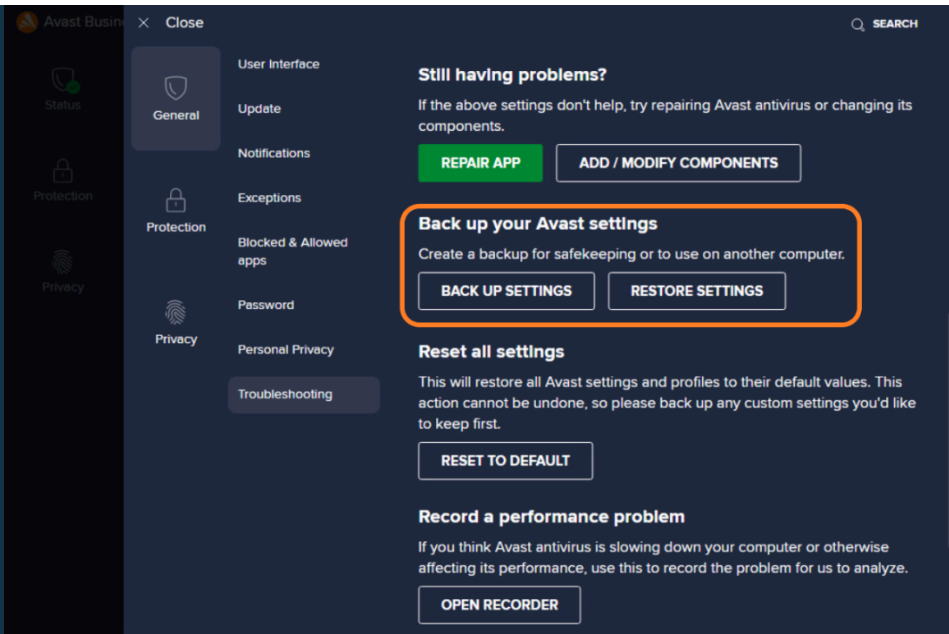 Avast Busin
Close
SEARCH
Status
Protection
Privacy
General
Protection
Privacy
User Interface
Update
Notifications
Exceptions
Blocked & Allowed
apps
Password
Personal Privacy
Troubleshooting
Still having problems?
If the above settings don't help, try repairing Avast antivirus or changing its
components.
REPAIR APP
ADD / MODIFY COMPONENTS
Back up your Avast settings
Create a backup for safekeeping or to use on another computer.
BACK UP SETTINGS
RESTORE SETTINGS
Reset all settings
This will restore all Avast settings and profiles to their default values. This
action cannot be undone, so please back up any custom settings you'd like
to keep first.
RESET TO DEFAULT
Record a performance problem
If you think Avast antivirus is slowing down your computer or otherwise
affecting its performance, use this to record the problem for us to analyze.
OPEN RECORDER